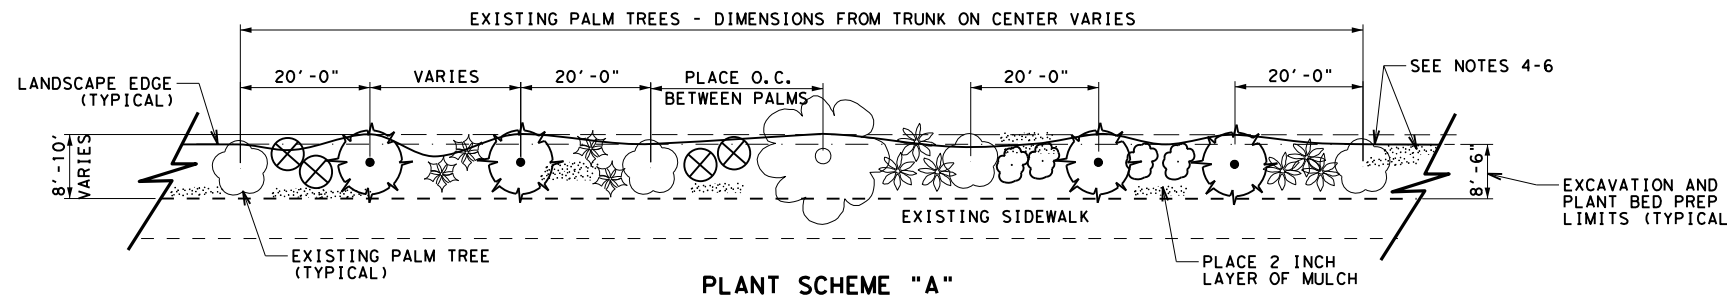 EXISTING PALM TREES - DIMENSIONS FROM TRUNK ON CENTER VARIES
LANDSCAPE EDGE
(TYPICAL)
20'-0"
VARIES
20'-0"
PLACE O.C.
BETWEEN PALMS
20'-0"
20'-0"
SEE NOTES 4-6
8'-10'
VARIES
8'-6"
EXISTING SIDEWALK
EXCAVATION AND
PLANT BED PREP
LIMITS (TYPICAL
EXISTING PALM TREE
(TYPICAL)
PLACE 2 INCH
LAYER OF MULCH
PLANT SCHEME "A"